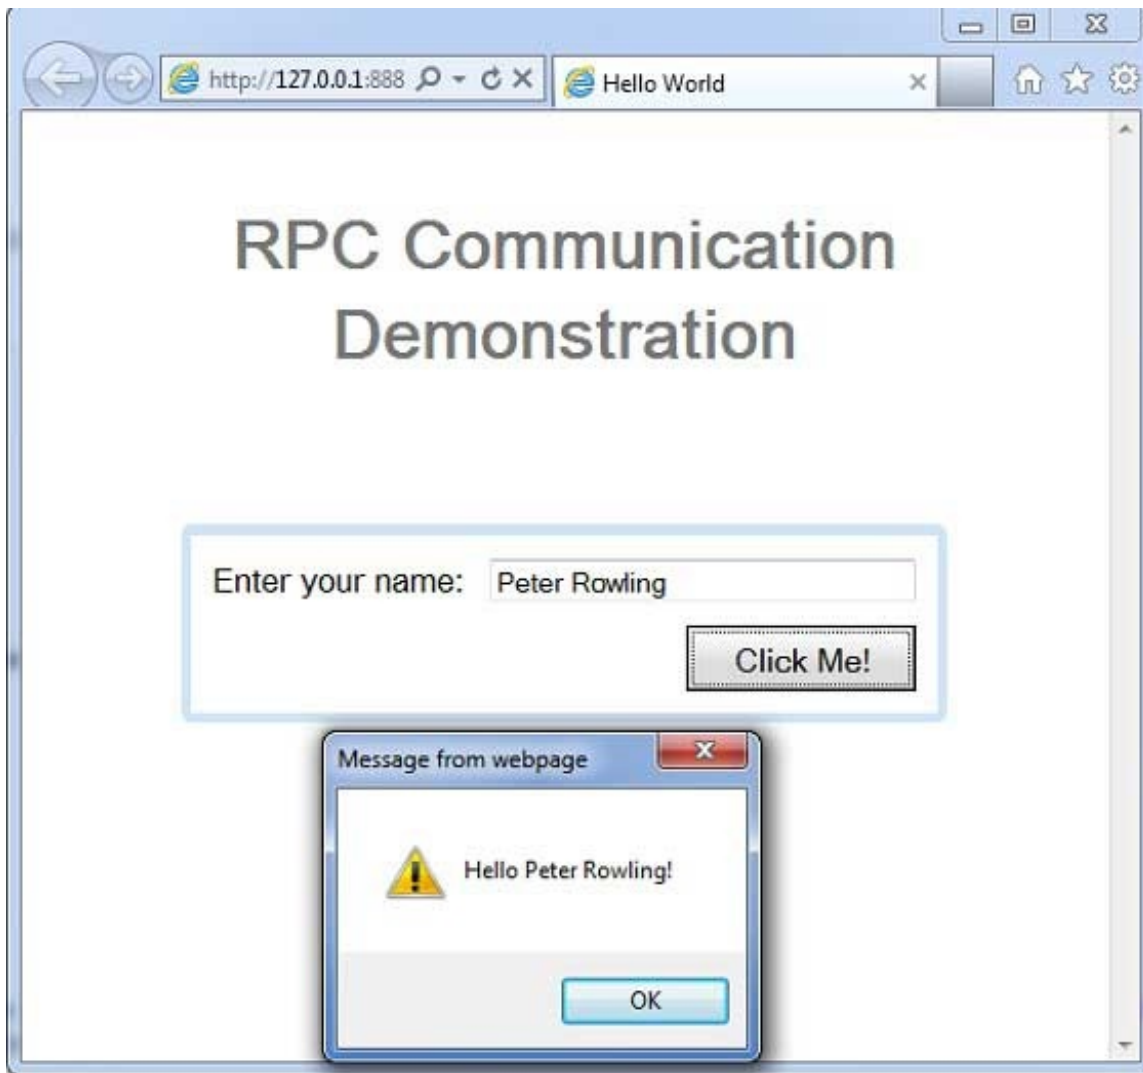 http://127.0.0.1:888
Hello World
RPC Communication
Demonstration
Enter your name:
Peter Rowling
Click Me!
Message from webpage
Hello Peter Rowling!
OK